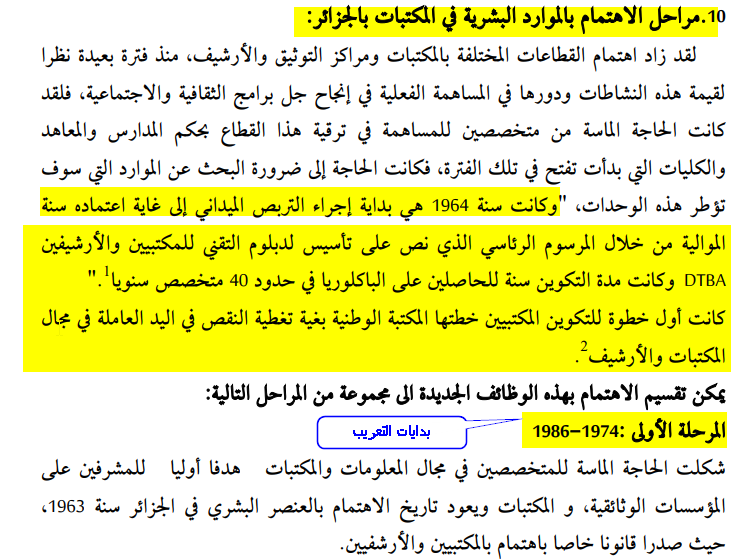 10.مراحل الاهتمام بالموارد البشرية في المكتبات بالجزائر:
لقد زاد اهتمام القطاعات المختلفة بالمكتبات ومراكز التوثيق والأرشيف، منذ فترة بعيدة نظرا
لقيمة هذه النشاطات ودورها في المساهمة الفعلية في إنجاح جل برامج الثقافية والاجتماعية، فلقد
كانت الحاجة الماسة من متخصصين للمساهمة في ترقية هذا القطاع بحكم المدارس والمعاهد
والكليات التي بدأت تفتح في تلك الفترة، فكانت الحاجة إلى ضرورة البحث عن الموارد التي سوف
تؤطر هذه الوحدات، "وكانت سنة 1964 هي بداية إجراء التربص الميداني إلى غاية اعتماده سنة
الموالية من خلال المرسوم الرئاسي الذي نص على تأسيس لدبلوم التقني للمكتبيين والأرشيفين
DTBA وكانت مدة التكوين سنة للحاصلين على الباكلوريا في حدود 40 متخصص سنويا1."
كانت أول خطوة للتكوين المكتبيين خطتها المكتبة الوطنية بغية تغطية النقص في اليد العاملة في مجال
المكتبات والأرشيف2.
يمكن تقسيم الاهتمام بهذه الوظائف الجديدة الى مجموعة من المراحل التالية:
المرحلة الأولى :1974-1986
بدايات التعريب
شكلت الحاجة الماسة للمتخصصين في مجال المعلومات والمكتبات هدفا أوليا للمشرفين على
المؤسسات الوثائقية، و المكتبات ويعود تاريخ الاهتمام بالعنصر البشري في الجزائر سنة 1963،
حيث صدرا قانونا خاصا باهتمام بالمكتبيين والأرشفيين.